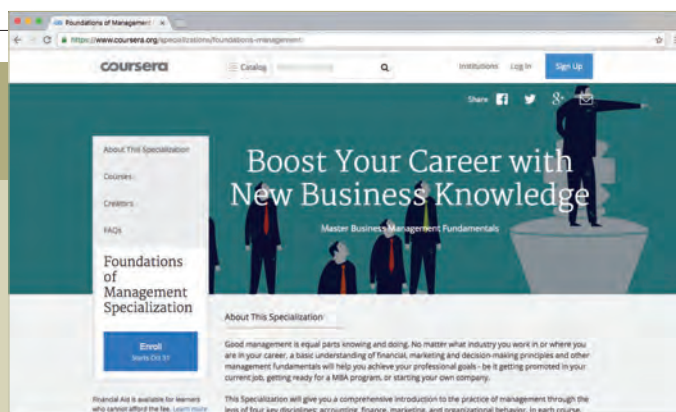 Foundations of Management
https://www.coursera.org/specializations/foundations-management
coursera
Catalog
Institutions
Log In
Sign Up
Share
About This Specialization
Courses
Creators
FAQs
Foundations
of
Management
Specialization
Enroll
Starts Oct 31
Financial Aid is available for learners
who cannot afford the fee. Learn more
Boost Your Career with
New Business Knowledge
Master Business Management Fundamentals
About This Specialization
Good management is equal parts knowing and doing. No matter what industry you work in or where you
are in your career, a basic understanding of financial, marketing and decision-making principles and other
management fundamentals will help you achieve your professional goals - be it getting promoted in your
current job, getting ready for a MBA program, or starting your own company.
This Specialization will give you a comprehensive introduction to the practice of management through the
lens of four key disciplines: accounting, finance, marketing, and organizational behavior. In each course,